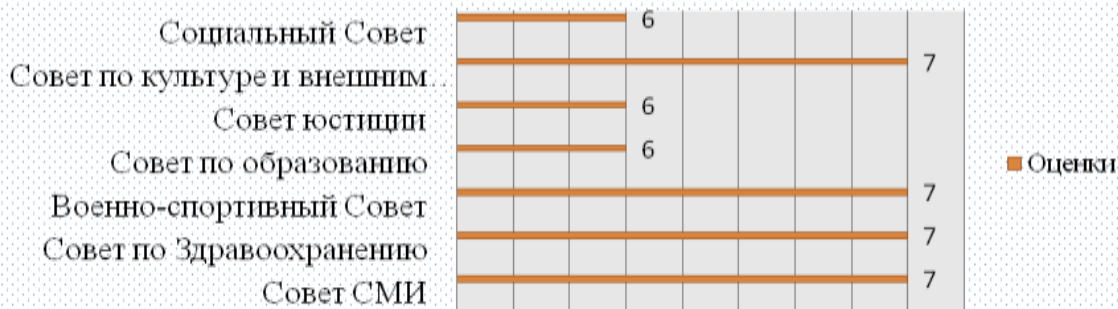 Социальный Совет 6
Совет по культуре и внешним... 7
Совет юстиции 6
Совет по образованию 6
Военно-спортивный Совет 7
Совет по Здравоохранению 7
Совет СМИ 7
Оценки